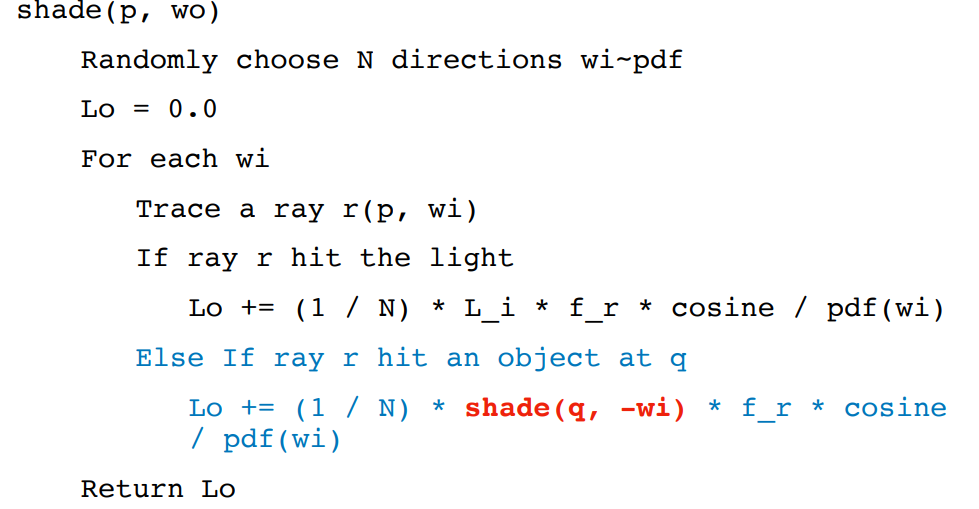 shade(p, wo)
Randomly choose N directions wi~pdf
Lo = 0.0
For each wi
Trace a ray r(p, wi)
If ray r hit the light
Lo += (1 / N) * L_i * f_r * cosine / pdf(wi)
Else If ray r hit an object at q
Lo += (1 / N) * shade(q, -wi) * f_r * cosine
/ pdf(wi)
Return Lo